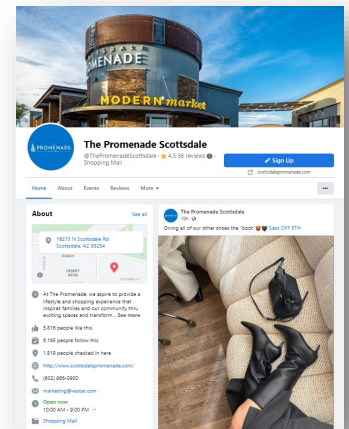 SCOTTSDALE
PROMENADE
MODERN market
PROMENADE
The Promenade Scottsdale
@ThePromenadeScottsdale · 4.5 56 reviews ·
Shopping Mall
Sign Up
scottsdalepromenade.com
Home About Events Reviews More
About See all
16215 N Scottsdale Rd
Scottsdale, AZ 85254
At The Promenade, we aspire to provide a
lifestyle and shopping experience that
inspires families and our community thru
exciting spaces and transform... See more
5,816 people like this
6,195 people follow this
1,819 people checked in here
http://www.scottsdalepromenade.com/
(602) 866-0900
marketing@vestar.com
Open now
10:00 AM - 9:00 PM
Shopping Mall
The Promenade Scottsdale
19h
Giving all of our other shoes the "boot" Saks OFF 5TH